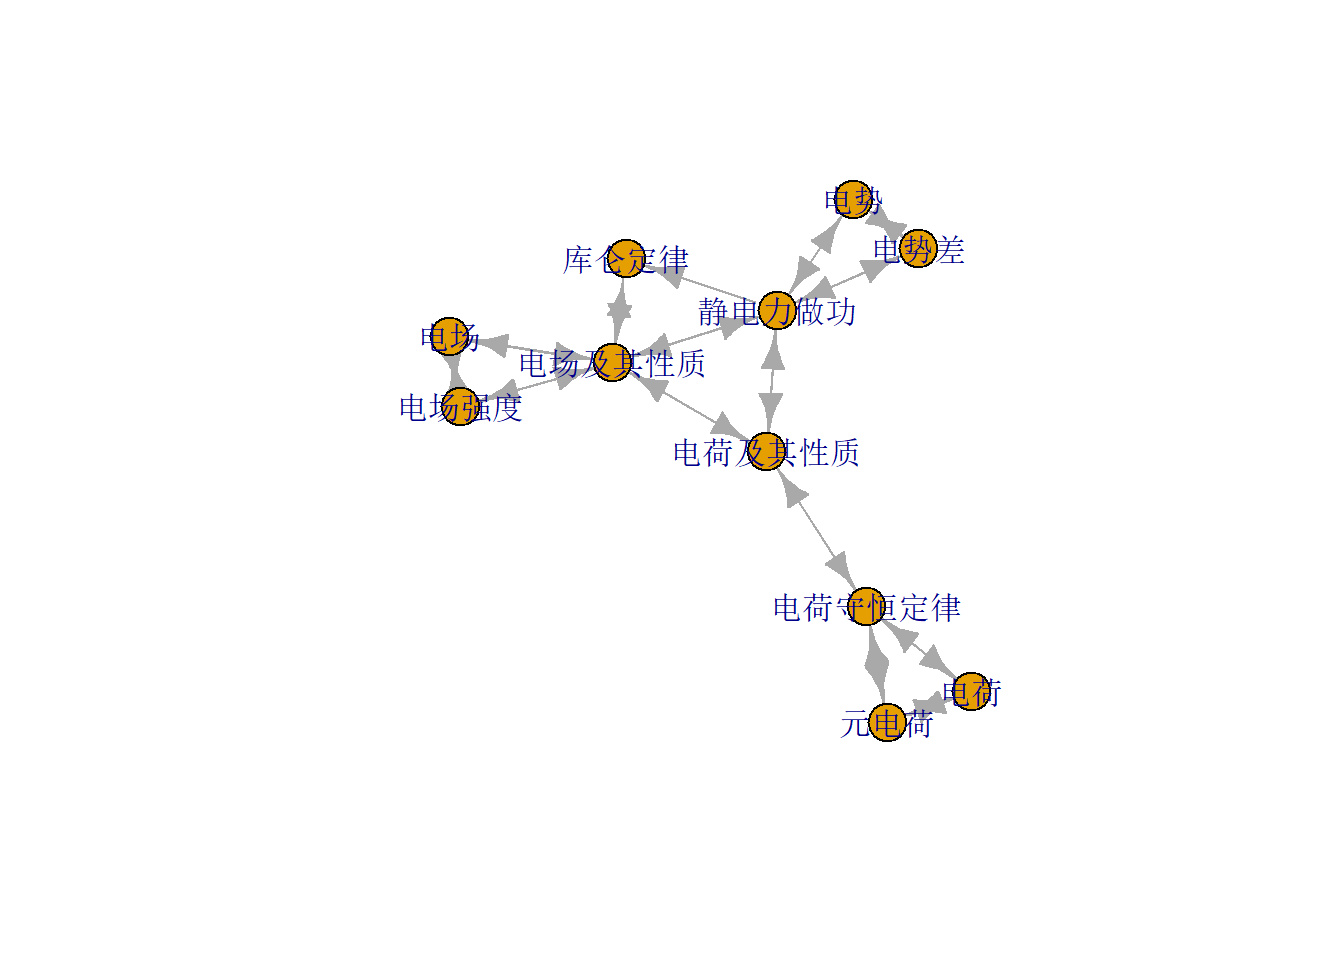 电势
电势差
库仑定律
静电力做功
电场
电场及其性质
电场强度
电荷及其性质
电荷守恒定律
电荷
元电荷